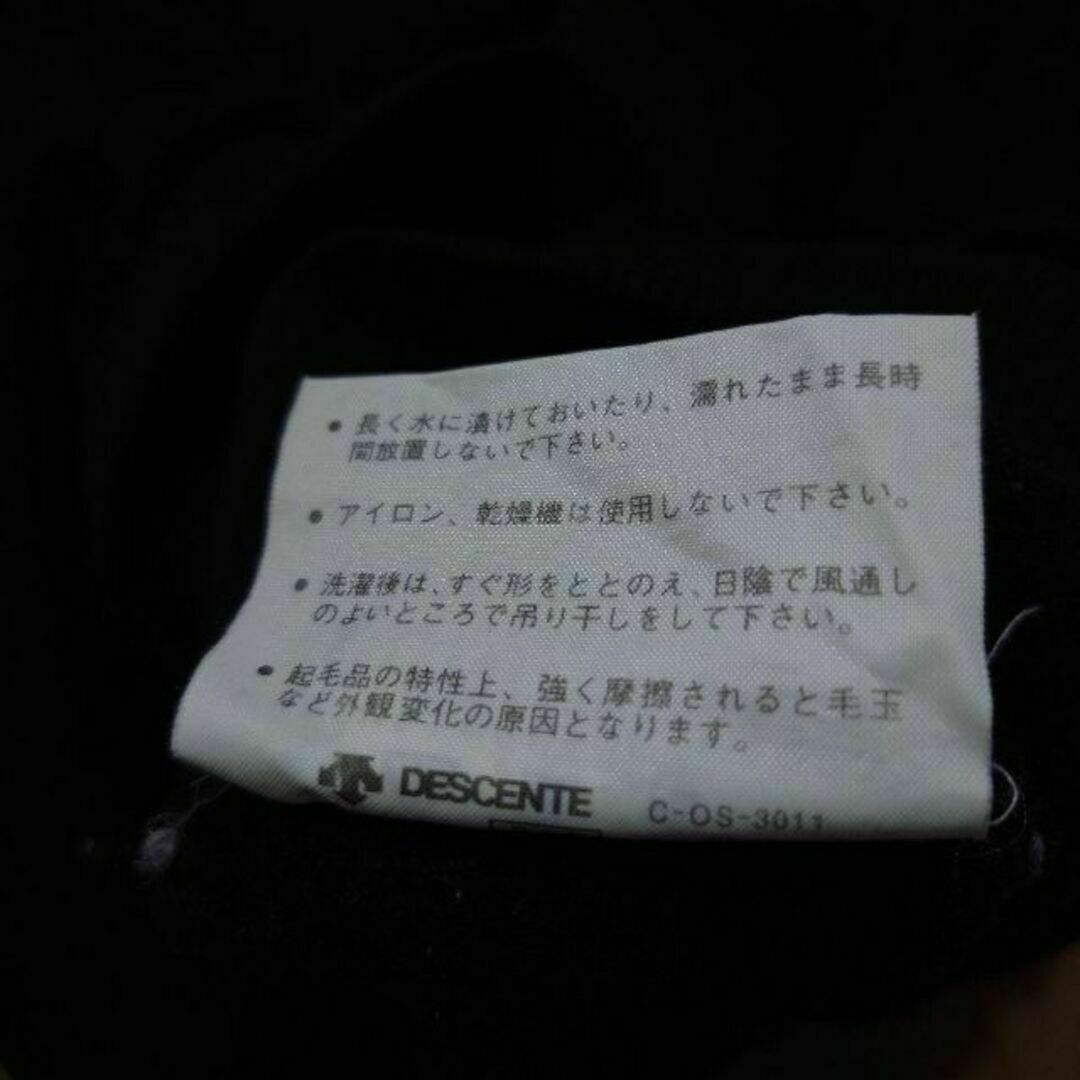 ● 長く水に漬けておいたり、濡れたまま長時
間放置しないで下さい。
● アイロン、乾燥機は使用しないで下さい。
● 洗濯後は、すぐ形をととのえ、日陰で風通し
のよいところで吊り干しをして下さい。
● 起毛品の特性上、強く摩擦されると毛玉
など外観変化の原因となります。
DESCENTE C-OS-3011